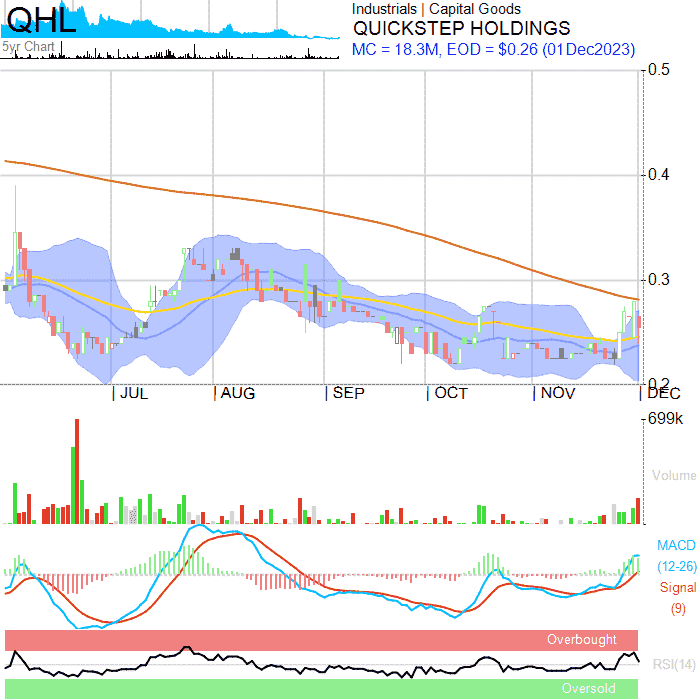 QHL
5yr Chart
Industrials | Capital Goods
QUICKSTEP HOLDINGS
MC = 18.3M, EOD = $0.26 (01Dec2023)
0.5
0.4
0.3
0.2
JUL AUG SEP OCT NOV DEC
699k
Volume
MACD
(12-26)
Signal
(9)
Overbought
RSI(14)
Oversold